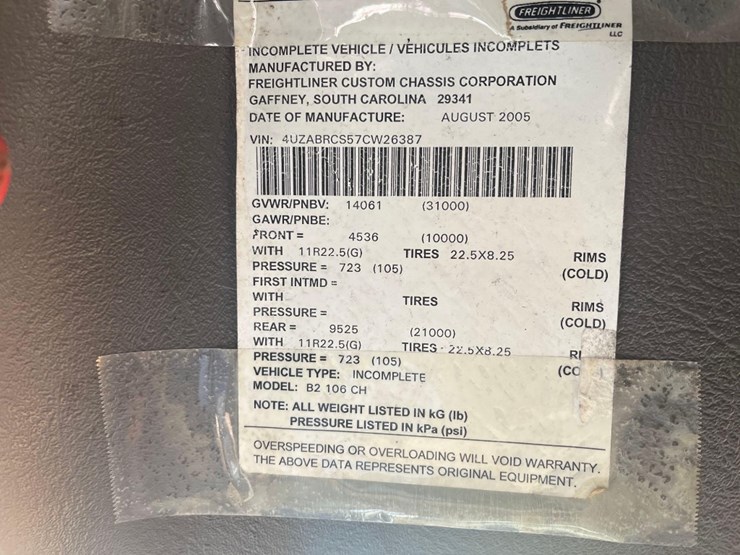 FREIGHTLINER
A Subsidiary of FREIGHTLINER
LLC
INCOMPLETE VEHICLE / VÉHICULES INCOMPLETS
MANUFACTURED BY:
FREIGHTLINER CUSTOM CHASSIS CORPORATION
GAFFNEY, SOUTH CAROLINA 29341
DATE OF MANUFACTURE: AUGUST 2005
VIN: 4UZABRCS57CW26387
GVWR/PNBV: 14061 (31000)
GAWR/PNBE:
FRONT = 4536 (10000)
WITH 11R22.5(G) TIRES 22.5X8.25 RIMS
PRESSURE = 723 (105) (COLD)
FIRST INTMD =
WITH TIRES RIMS
PRESSURE = (COLD)
REAR = 9525 (21000)
WITH 11R22.5(G) TIRES 22.5X8.25 RI
PRESSURE = 723 (105) (CO
VEHICLE TYPE: INCOMPLETE
MODEL: B2 106 CH
NOTE: ALL WEIGHT LISTED IN kG (lb)
PRESSURE LISTED IN kPa (psi)
OVERSPEEDING OR OVERLOADING WILL VOID WARRANTY.
THE ABOVE DATA REPRESENTS ORIGINAL EQUIPMENT.